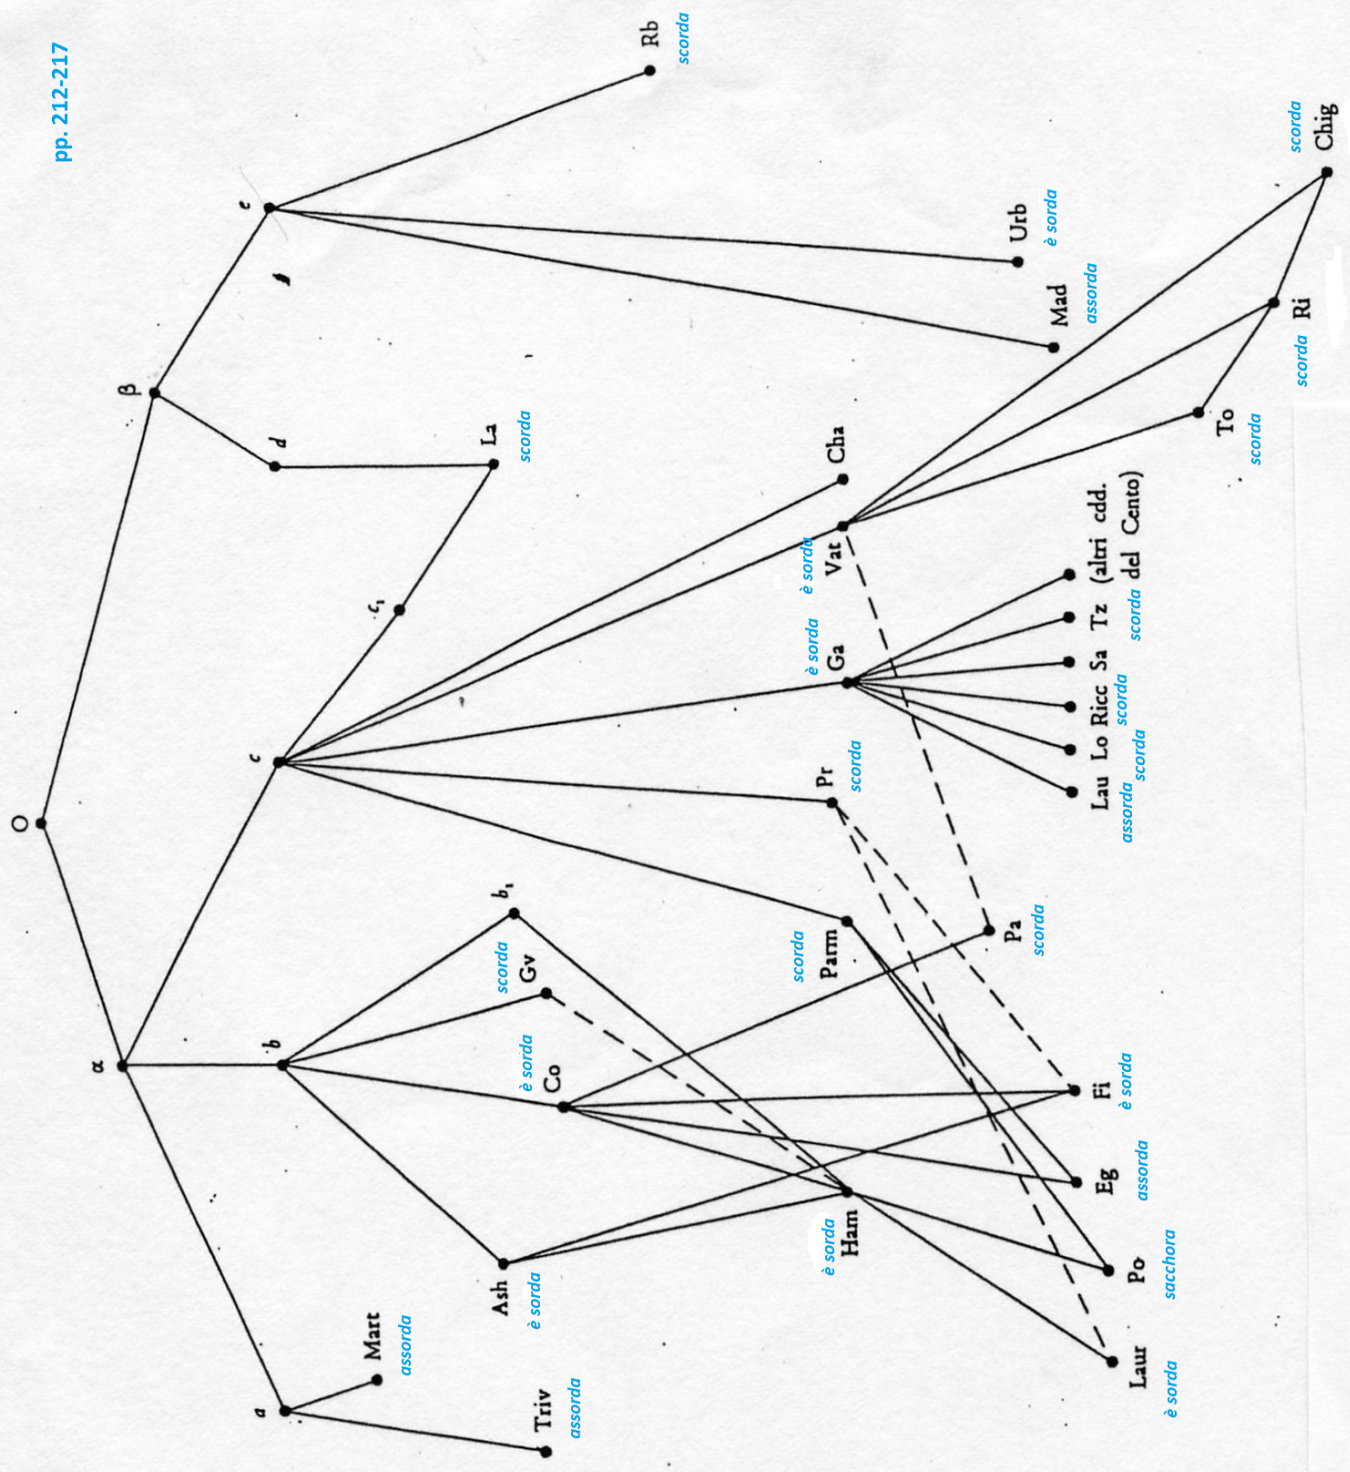 O
pp. 212-217
α
β
a
b
c
d
e
c₁
Mart
assorda
Triv
assorda
Ash
è sorda
è sorda
Co
scorda
Gv
b₁
La
scorda
Rb
scorda
è sorda
Ham
scorda
Parm
Pr
scorda
è sorda
Ga
è sorda
Vat
Cha
Pa
scorda
Urb
è sorda
Mad
assorda
Laur
è sorda
Po
sacchora
Eg
assorda
Fi
è sorda
Lau Lo Ricc Sa Tz (altri cdd.
del Cento)
assorda scorda scorda scorda
To
scorda
Ri
scorda
scorda
Chig